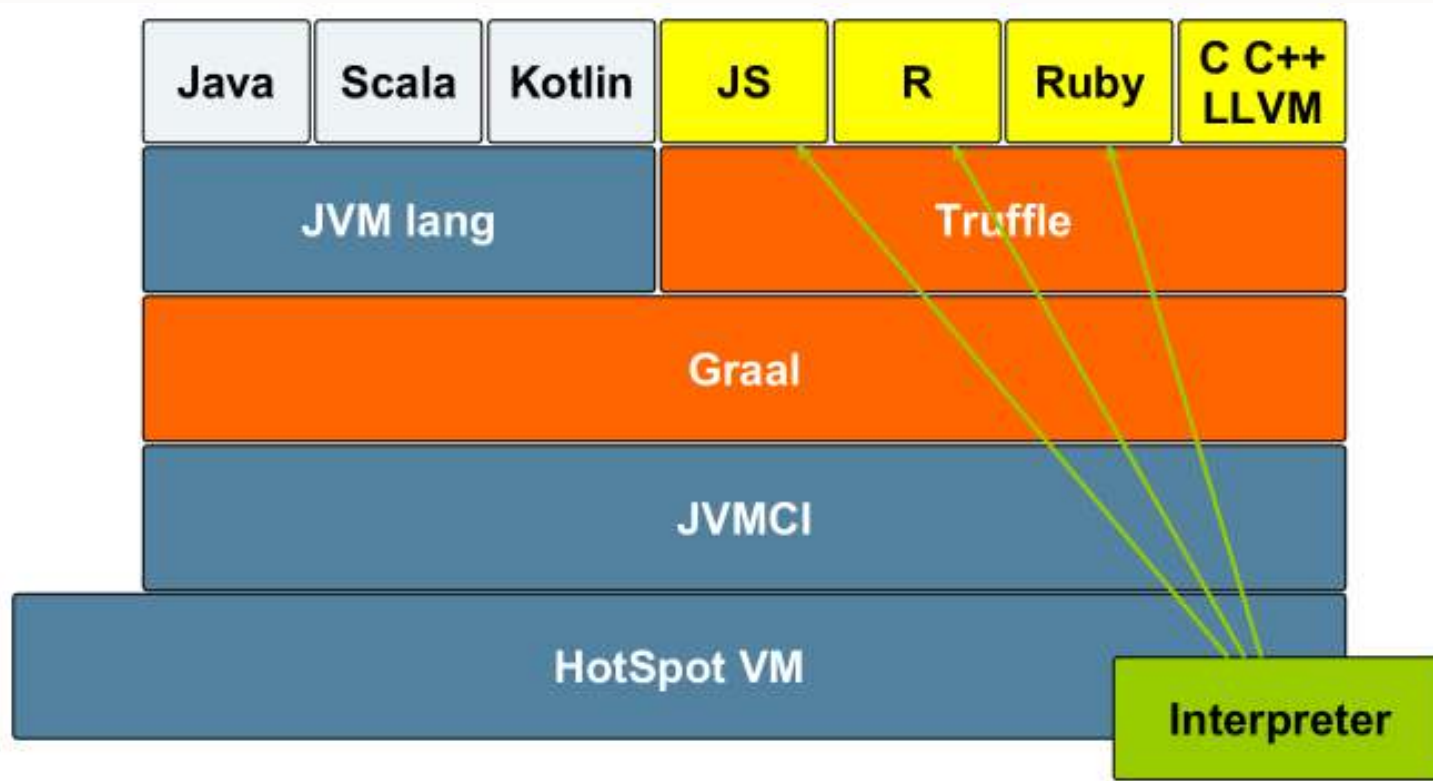 Java Scala Kotlin JS R Ruby C C++
LLVM
JVM lang Truffle
Graal
JVMCI
HotSpot VM
Interpreter